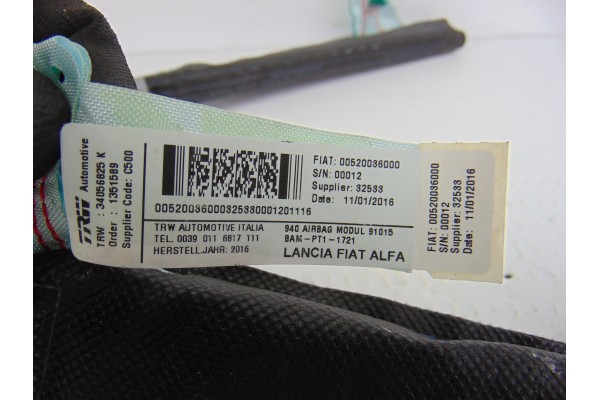 TRW Automotive
TRW : 34056825 K
Order : 1351589
Supplier Code: C500
FIAT: 00520036000
S/N: 00012
Supplier: 32533
Date: 11/01/2016
00520036000325330001201116
TRW AUTOMOTIVE ITALIA
TEL. 0039 011 6817 111
HERSTELL.JAHR: 2016
940 AIRBAG MODUL 91015
BAM-PT1-1721
LANCIA FIAT ALFA
FIAT: 00520036000
S/N: 00012
Supplier: 32533
Date: 11/01/2016